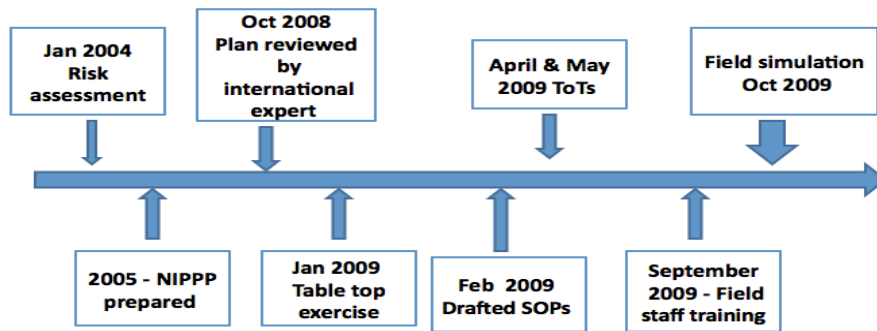 Jan 2004
Risk
assessment
Oct 2008
Plan reviewed
by
international
expert
April & May
2009 ToTs
Field simulation
Oct 2009
2005 - NIPPP
prepared
Jan 2009
Table top
exercise
Feb 2009
Drafted SOPs
September
2009 - Field
staff training